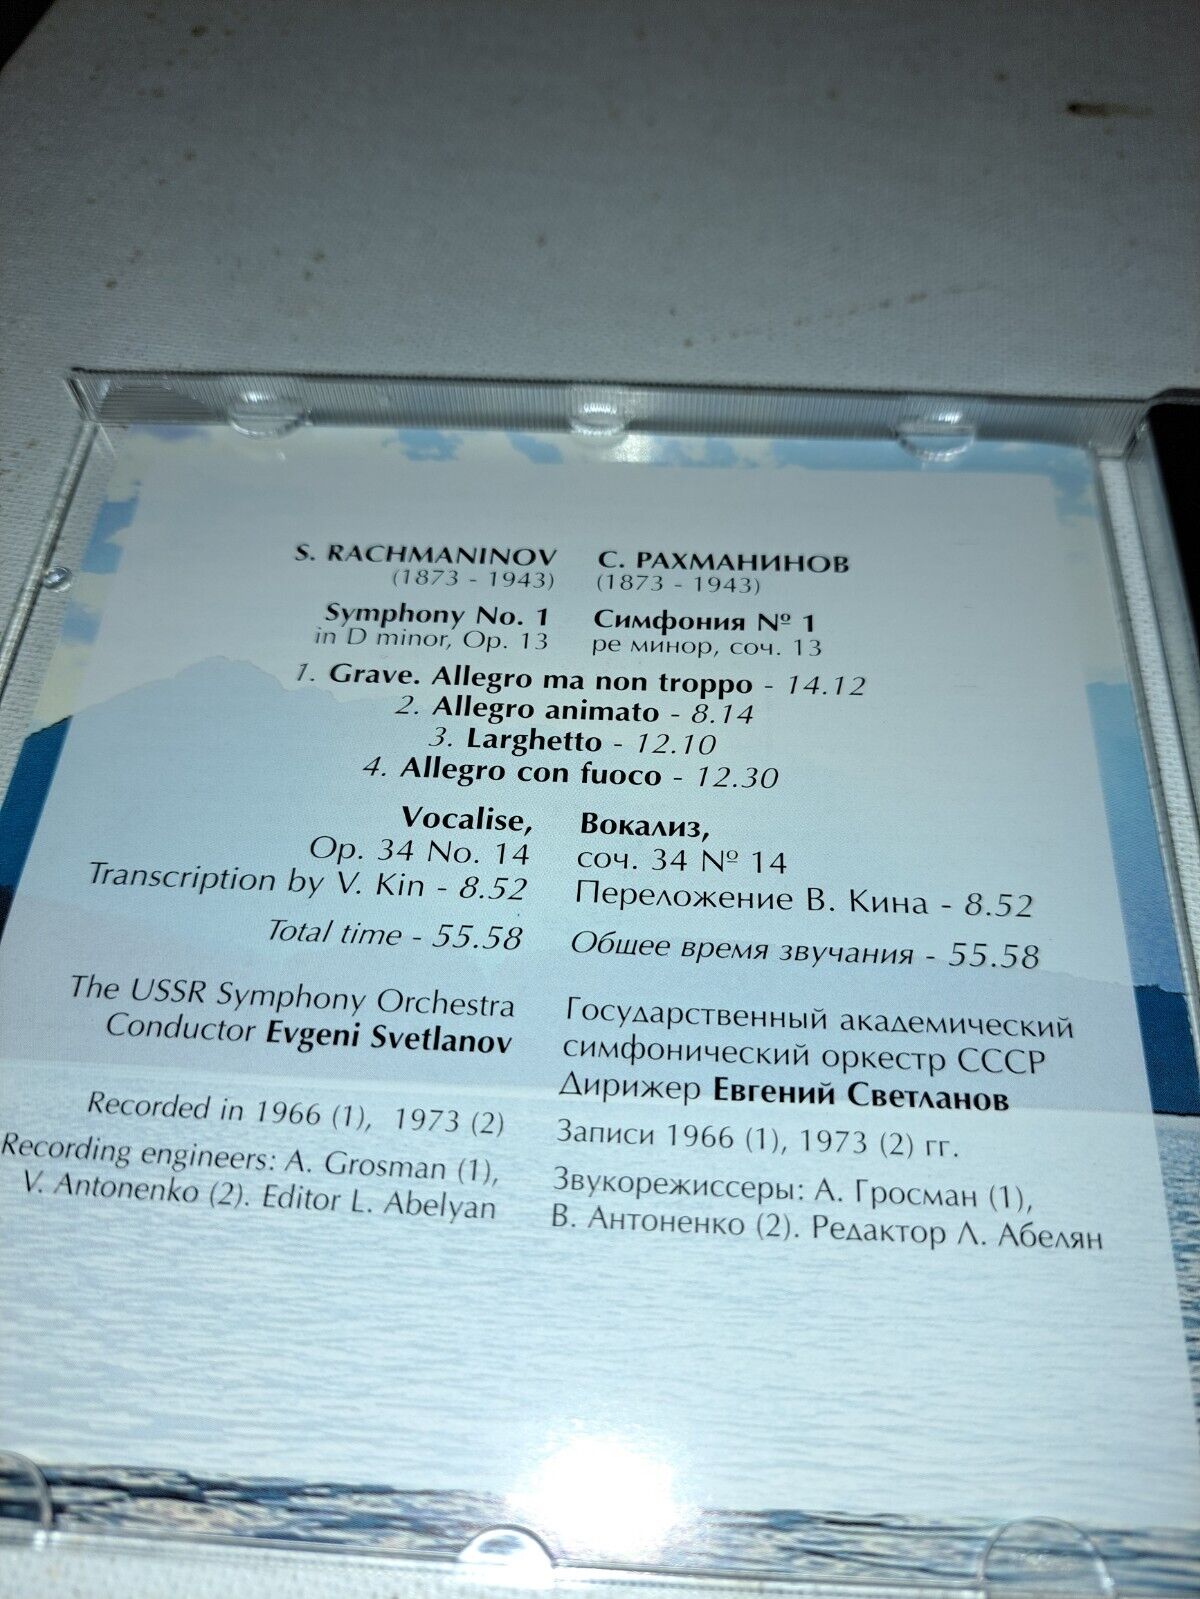 S. RACHMANINOV
(1873 - 1943)
Symphony No. 1
in D minor, Op. 13
С. РАХМАНИНОВ
(1873 - 1943)
Симфония № 1
ре минор, соч. 13
1. Grave. Allegro ma non troppo - 14.12
2. Allegro animato - 8.14
3. Larghetto - 12.10
4. Allegro con fuoco - 12.30
Vocalise,
Op. 34 No. 14
Transcription by V. Kin - 8.52
Total time - 55.58
The USSR Symphony Orchestra
Conductor Evgeni Svetlanov
Recorded in 1966 (1), 1973 (2)
Recording engineers: A. Grosman (1),
V. Antonenko (2). Editor L. Abelyan
Вокализ,
соч. 34 № 14
Переложение В. Кина - 8.52
Общее время звучания - 55.58
Государственный академический
симфонический оркестр СССР
Дирижер Евгений Светланов
Записи 1966 (1), 1973 (2) гг.
Звукорежиссеры: А. Гросман (1),
В. Антоненко (2). Редактор Л. Абелян